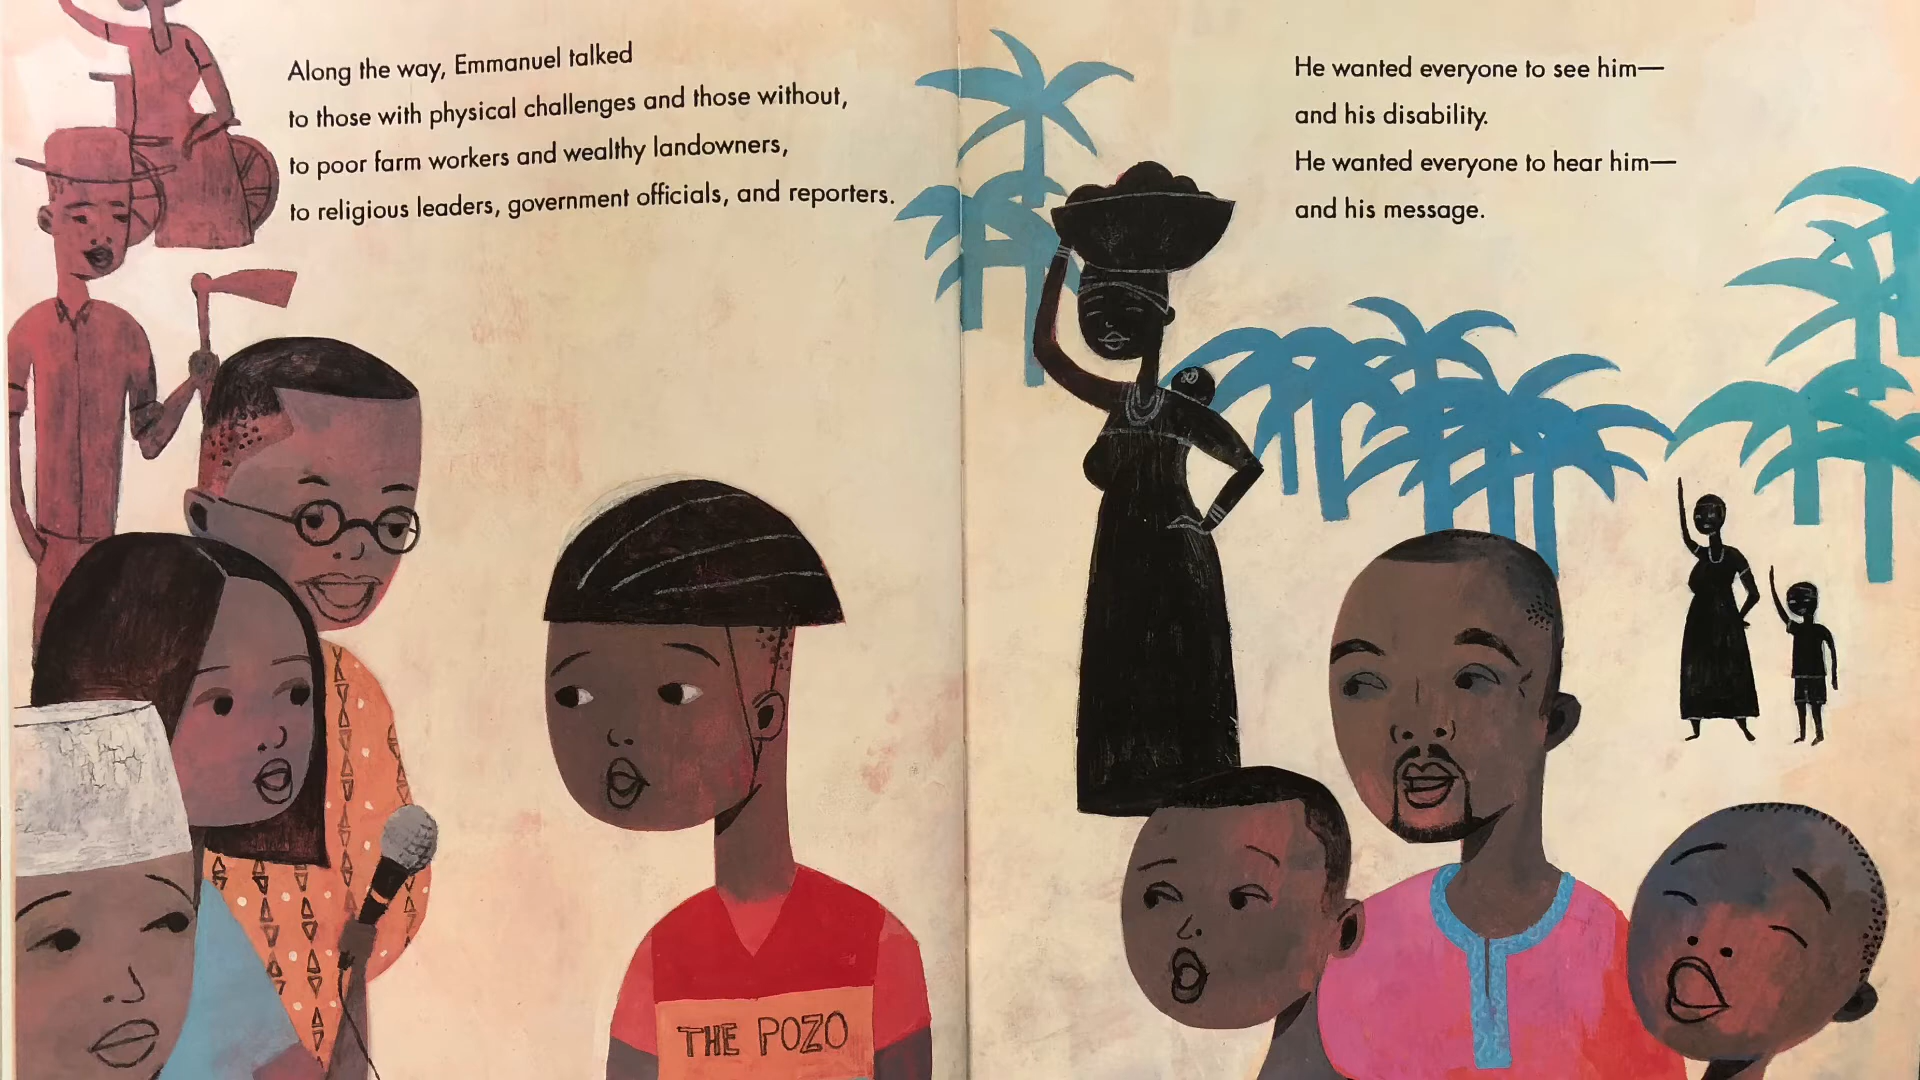 Along the way, Emmanuel talked
to those with physical challenges and those without,
to poor farm workers and wealthy landowners,
to religious leaders, government officials, and reporters.
He wanted everyone to see him—
and his disability.
He wanted everyone to hear him—
and his message.
THE POZO